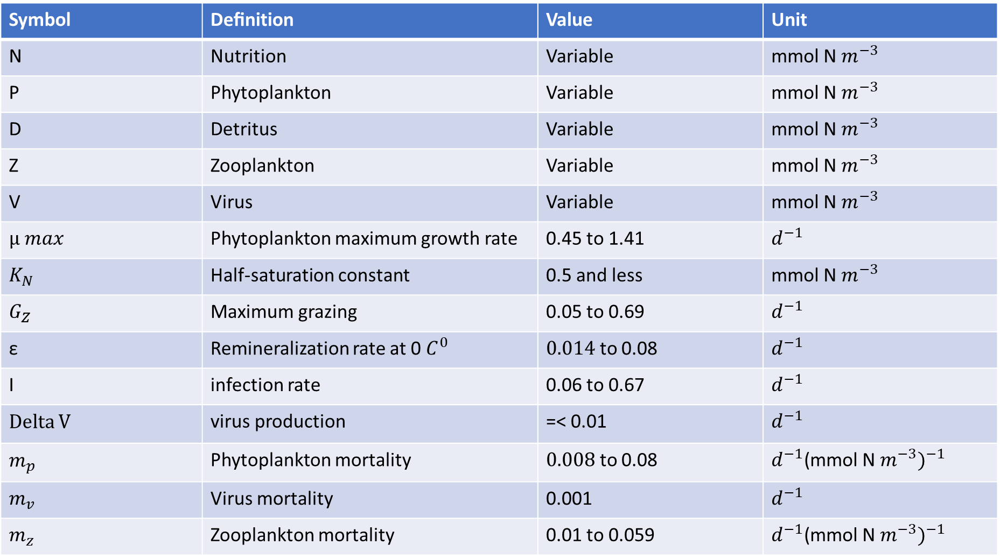 Symbol Definition Value Unit
N Nutrition Variable mmol N m⁻³
P Phytoplankton Variable mmol N m⁻³
D Detritus Variable mmol N m⁻³
Z Zooplankton Variable mmol N m⁻³
V Virus Variable mmol N m⁻³
μ max Phytoplankton maximum growth rate 0.45 to 1.41 d⁻¹
K_N Half-saturation constant 0.5 and less mmol N m⁻³
G_Z Maximum grazing 0.05 to 0.69 d⁻¹
ε Remineralization rate at 0 C⁰ 0.014 to 0.08 d⁻¹
I infection rate 0.06 to 0.67 d⁻¹
Delta V virus production =< 0.01 d⁻¹
m_p Phytoplankton mortality 0.008 to 0.08 d⁻¹(mmol N m⁻³)⁻¹
m_v Virus mortality 0.001 d⁻¹
m_z Zooplankton mortality 0.01 to 0.059 d⁻¹(mmol N m⁻³)⁻¹